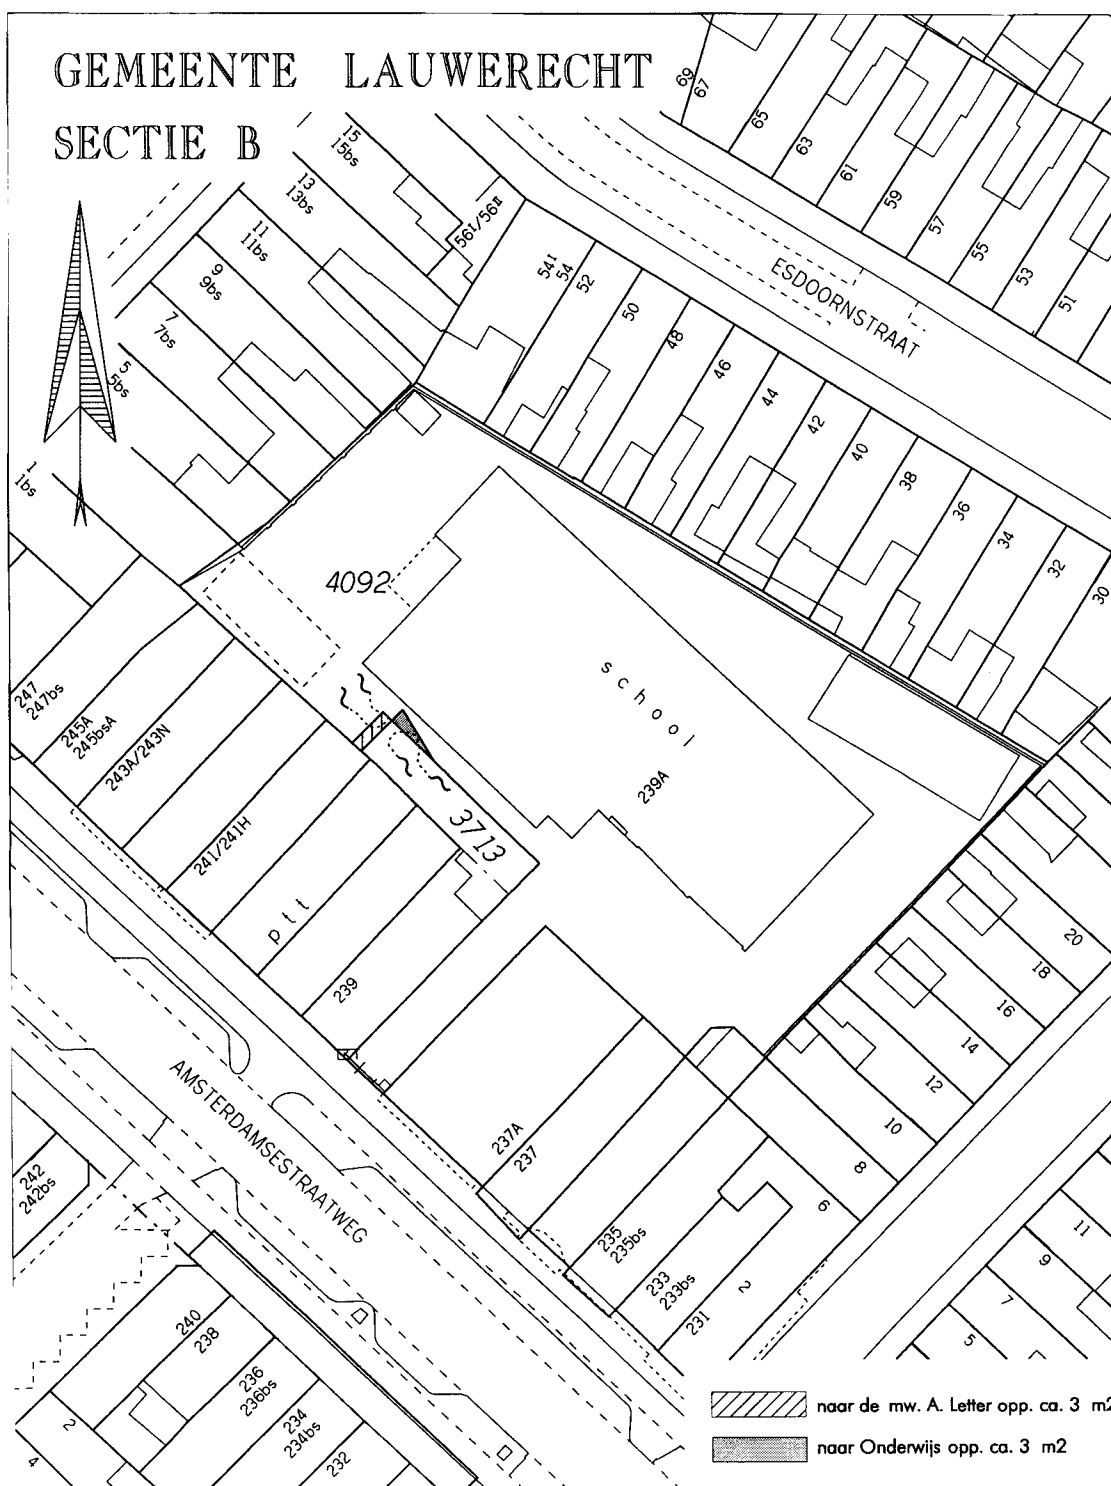 GEMEENTE LAUWERECHT
SECTIE B
15
15bs
13
13bs
11
11bs
9
9bs
7
7bs
5
5bs
1
1bs
69
67
65
63
61
59
57
55
53
51
56I/56II
54I
54
52
50
48
46
44
42
40
38
36
34
32
30
ESDOORNSTRAAT
4092
school
239A
3713
247
247bs
245A
245bsA
243A/243N
241/241H
ptt
239
237A
237
235
235bs
233
233bs
231
2
6
8
10
12
14
16
18
20
11
9
7
5
AMSTERDAMSESTRAATWEG
242
242bs
240
238
236
236bs
234
234bs
232
2
4
naar de mw. A. Letter opp. ca. 3 m2
naar Onderwijs opp. ca. 3 m2